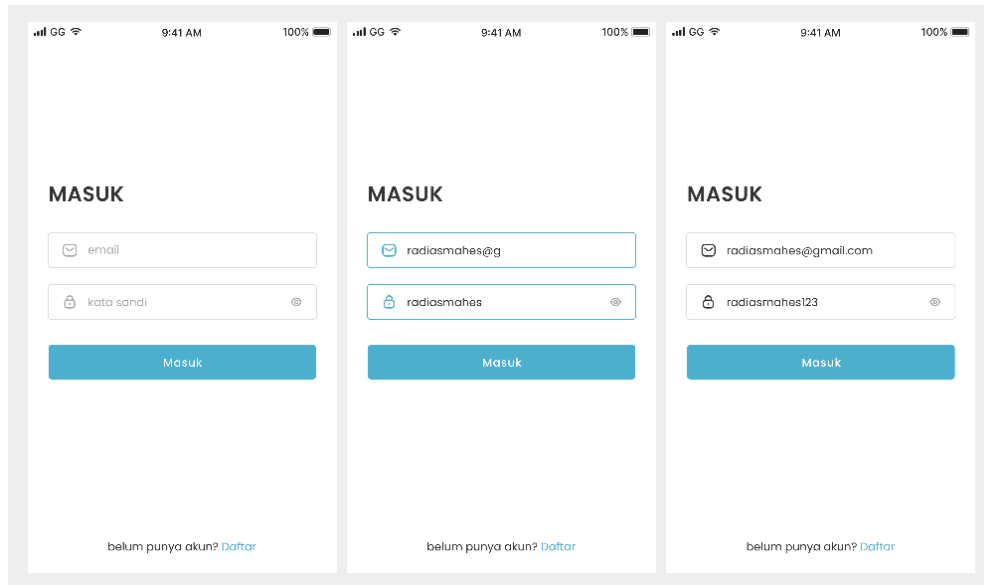 GG 9:41 AM 100%
MASUK
email
kata sandi
Masuk
belum punya akun? Daftar
GG 9:41 AM 100%
MASUK
radiasmahes@g
radiasmahes
Masuk
belum punya akun? Daftar
GG 9:41 AM 100%
MASUK
radiasmahes@gmail.com
radiasmahes123
Masuk
belum punya akun? Daftar